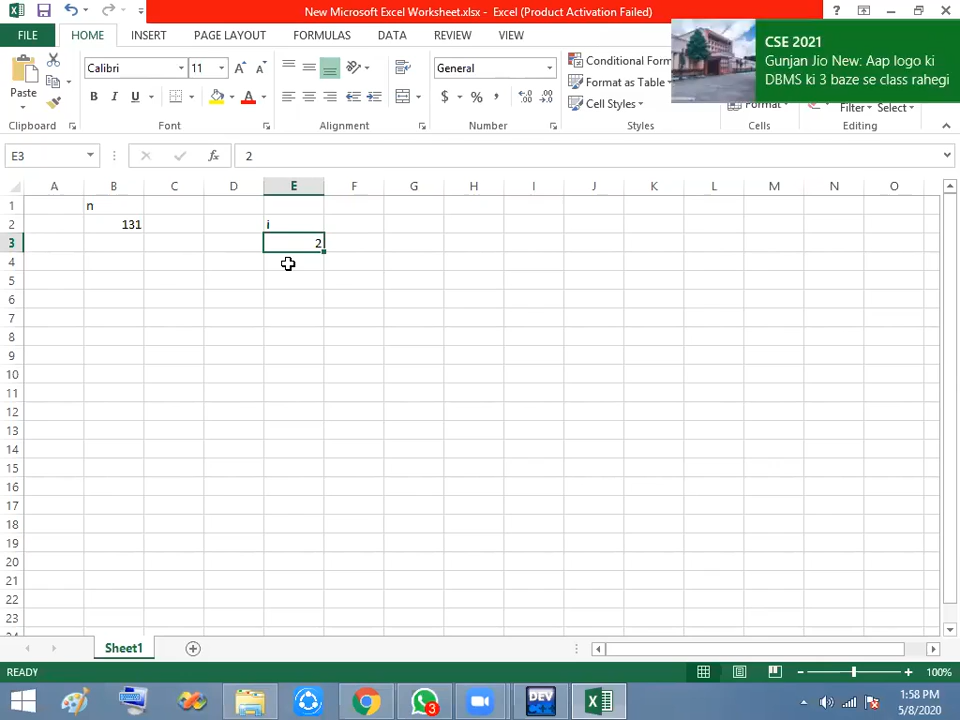 New Microsoft Excel Worksheet.xlsx - Excel (Product Activation Failed)
FILE HOME INSERT PAGE LAYOUT FORMULAS DATA REVIEW VIEW
CSE 2021
Gunjan Jio New: Aap logo ki
DBMS ki 3 baze se class rahegi
Paste
Calibri 11
General
Conditional Form
Format as Table
Cell Styles
Format
Filter Select
Clipboard Font Alignment Number Styles Cells Editing
E3 2
A B C D E F G H I J K L M N O
1 n
2 131 i
3 2
4
5
6
7
8
9
10
11
12
13
14
15
16
17
18
19
20
21
22
23
24
Sheet1
READY 100%
3
DEV
1:58 PM
5/8/2020